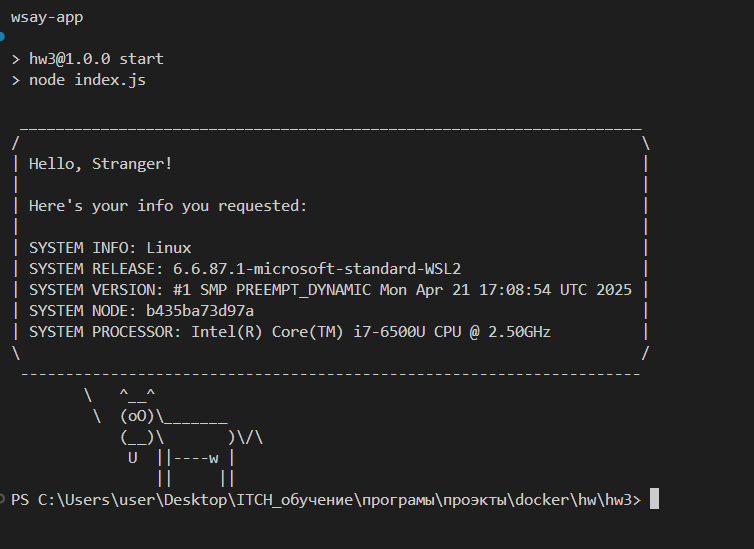 wsay-app
> hw3@1.0.0 start
> node index.js
 _____________________________________________________________________
/                                                                     \
| Hello, Stranger!                                                    |
|                                                                     |
| Here's your info you requested:                                     |
|                                                                     |
| SYSTEM INFO: Linux                                                  |
| SYSTEM RELEASE: 6.6.87.1-microsoft-standard-WSL2                    |
| SYSTEM VERSION: #1 SMP PREEMPT_DYNAMIC Mon Apr 21 17:08:54 UTC 2025 |
| SYSTEM NODE: b435ba73d97a                                           |
| SYSTEM PROCESSOR: Intel(R) Core(TM) i7-6500U CPU @ 2.50GHz          |
\                                                                     /
 ---------------------------------------------------------------------
        \   ^__^
         \  (oO)\_______
            (__)\       )\/\
             U  ||----w |
                ||     ||
PS C:\Users\user\Desktop\ITCH_обучение\програмы\проэкты\docker\hw\hw3>